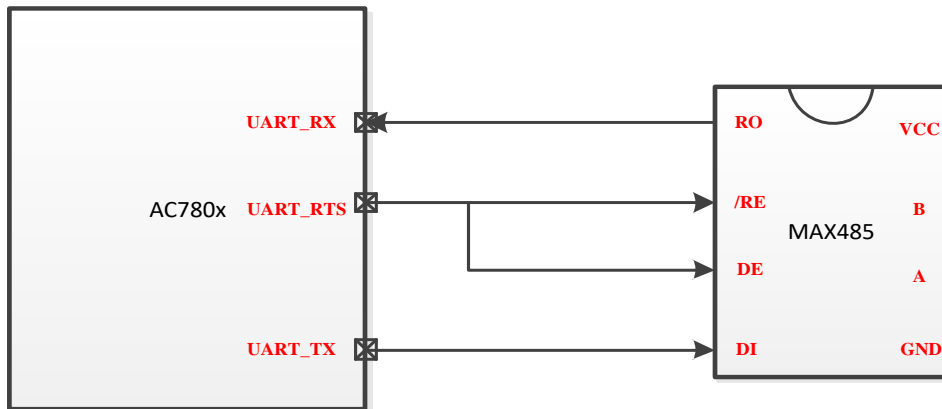 UART_RX
AC780x
UART_RTS
UART_TX
RO
VCC
/RE
B
MAX485
DE
A
DI
GND